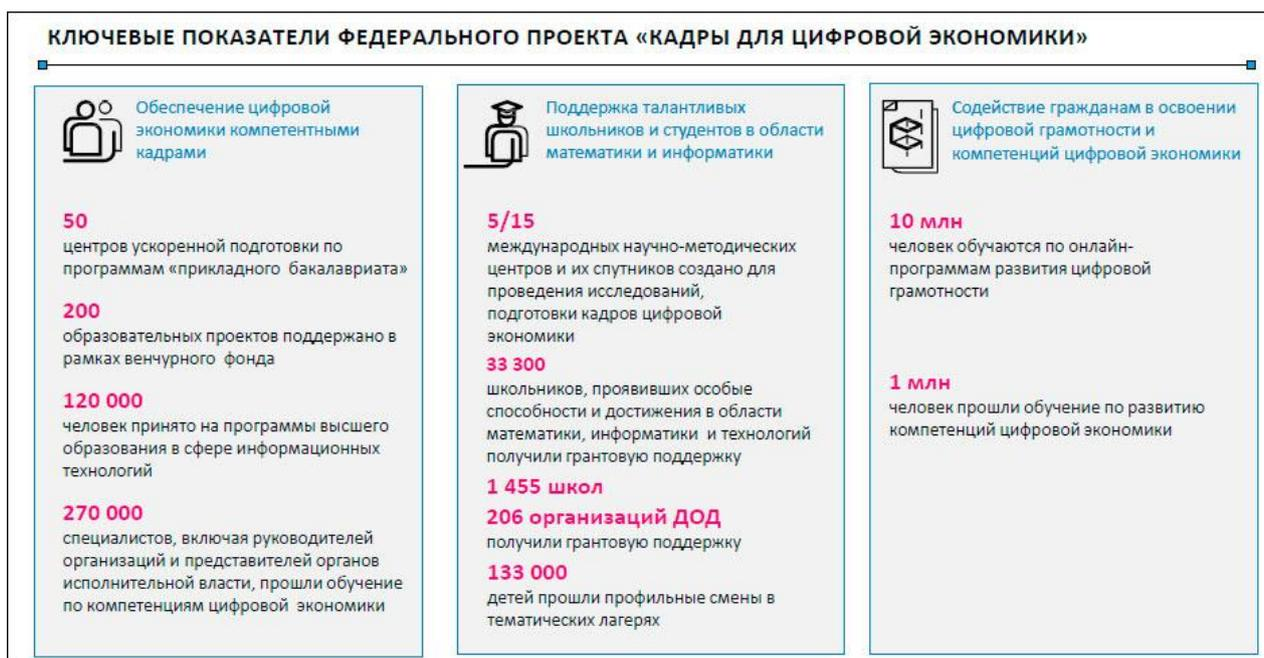 КЛЮЧЕВЫЕ ПОКАЗАТЕЛИ ФЕДЕРАЛЬНОГО ПРОЕКТА «КАДРЫ ДЛЯ ЦИФРОВОЙ ЭКОНОМИКИ»
Обеспечение цифровой
экономики компетентными
кадрами
50
центров ускоренной подготовки по
программам «прикладного бакалавриата»
200
образовательных проектов поддержано в
рамках венчурного фонда
120 000
человек принято на программы высшего
образования в сфере информационных
технологий
270 000
специалистов, включая руководителей
организаций и представителей органов
исполнительной власти, прошли обучение
по компетенциям цифровой экономики
Поддержка талантливых
школьников и студентов в области
математики и информатики
5/15
международных научно-методических
центров и их спутников создано для
проведения исследований,
подготовки кадров цифровой
экономики
33 300
школьников, проявивших особые
способности и достижения в области
математики, информатики и технологий
получили грантовую поддержку
1 455 школ
206 организаций ДОД
получили грантовую поддержку
133 000
детей прошли профильные смены в
тематических лагерях
Содействие гражданам в освоении
цифровой грамотности и
компетенций цифровой экономики
10 млн
человек обучаются по онлайн-
программам развития цифровой
грамотности
1 млн
человек прошли обучение по развитию
компетенций цифровой экономики